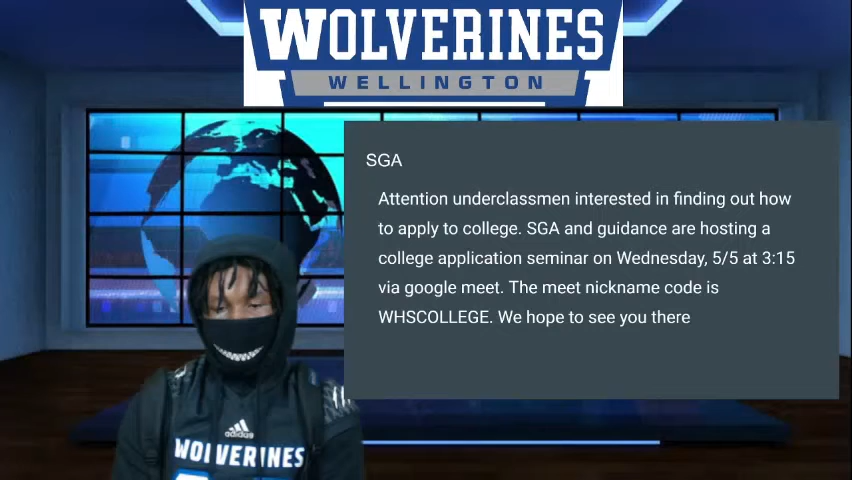 WOLVERINES
WELLINGTON
SGA
Attention underclassmen interested in finding out how
to apply to college. SGA and guidance are hosting a
college application seminar on Wednesday, 5/5 at 3:15
via google meet. The meet nickname code is
WHSCOLLEGE. We hope to see you there
adidas
WOLVERINES